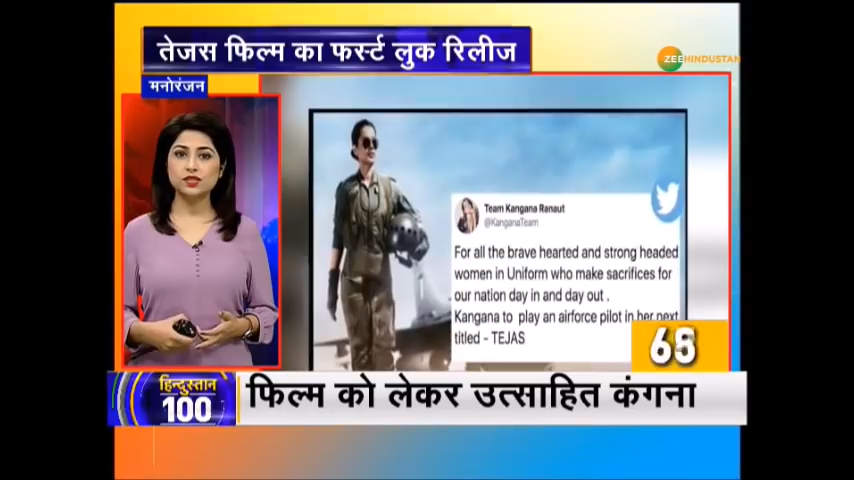 तेजस फिल्म का फर्स्ट लुक रिलीज
ZEE HINDUSTAN
मनोरंजन
Team Kangana Ranaut
@KanganaTeam
For all the brave hearted and strong headed
women in Uniform who make sacrifices for
our nation day in and day out .
Kangana to play an airforce pilot in her next
titled - TEJAS
हिन्दुस्तान
100
फिल्म को लेकर उत्साहित कंगना